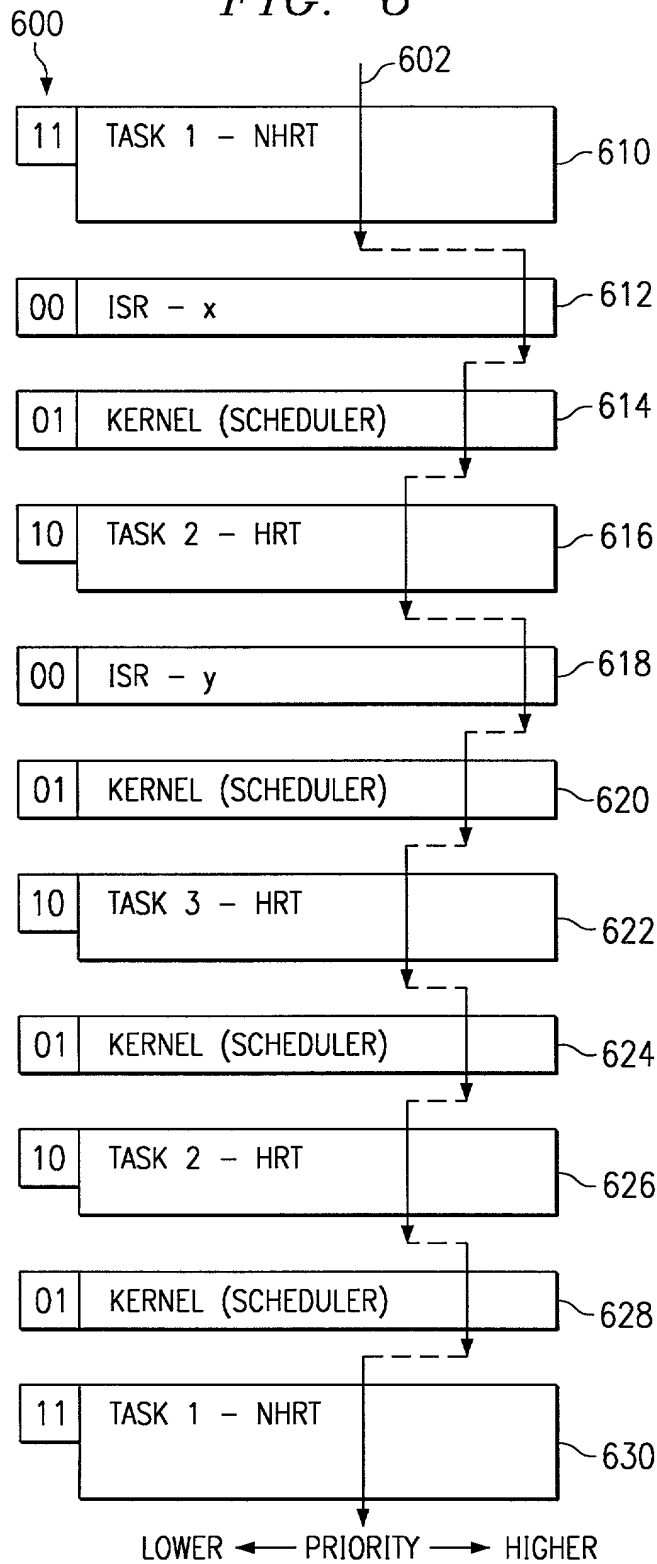 FIG. 6
600
602
11 TASK 1 - NHRT
610
00 ISR - x
612
01 KERNEL (SCHEDULER)
614
10 TASK 2 - HRT
616
00 ISR - y
618
01 KERNEL (SCHEDULER)
620
10 TASK 3 - HRT
622
01 KERNEL (SCHEDULER)
624
10 TASK 2 - HRT
626
01 KERNEL (SCHEDULER)
628
11 TASK 1 - NHRT
630
LOWER PRIORITY HIGHER